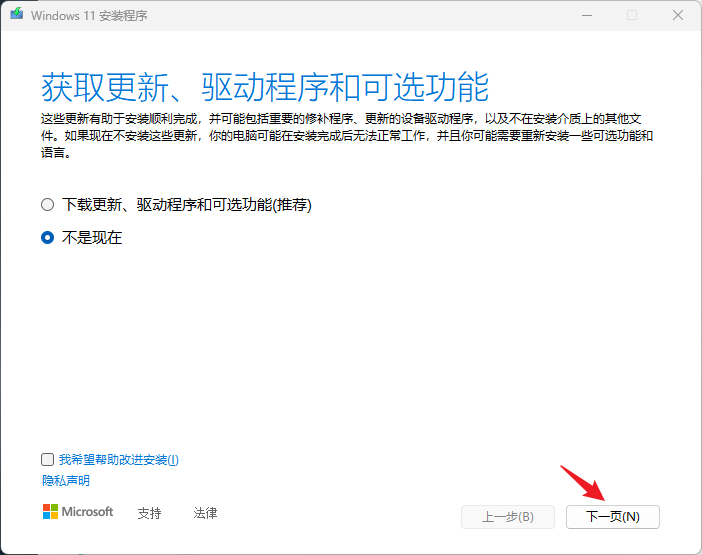 Windows 11 安装程序
获取更新、驱动程序和可选功能
这些更新有助于安装顺利完成，并可能包括重要的修补程序、更新的设备驱动程序，以及不在安装介质上的其他文
件。如果现在不安装这些更新，你的电脑可能在安装完成后无法正常工作，并且你可能需要重新安装一些可选功能和
语言。
下载更新、驱动程序和可选功能(推荐)
不是现在
我希望帮助改进安装(I)
隐私声明
Microsoft 支持 法律 上一步(B) 下一页(N)